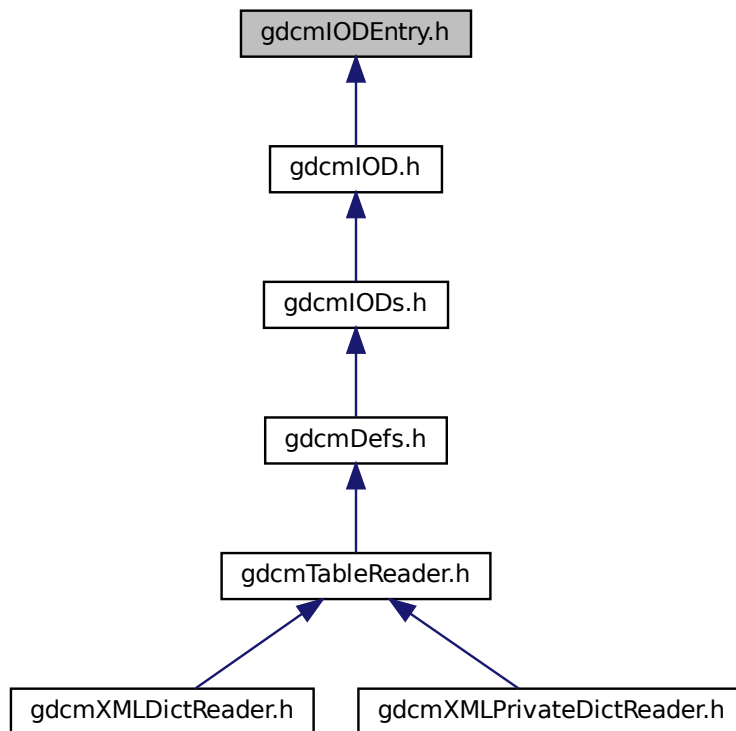 gdcmIODEntry.h
gdcmIOD.h
gdcmIODs.h
gdcmDefs.h
gdcmTableReader.h
gdcmXMLDictReader.h
gdcmXMLPrivateDictReader.h